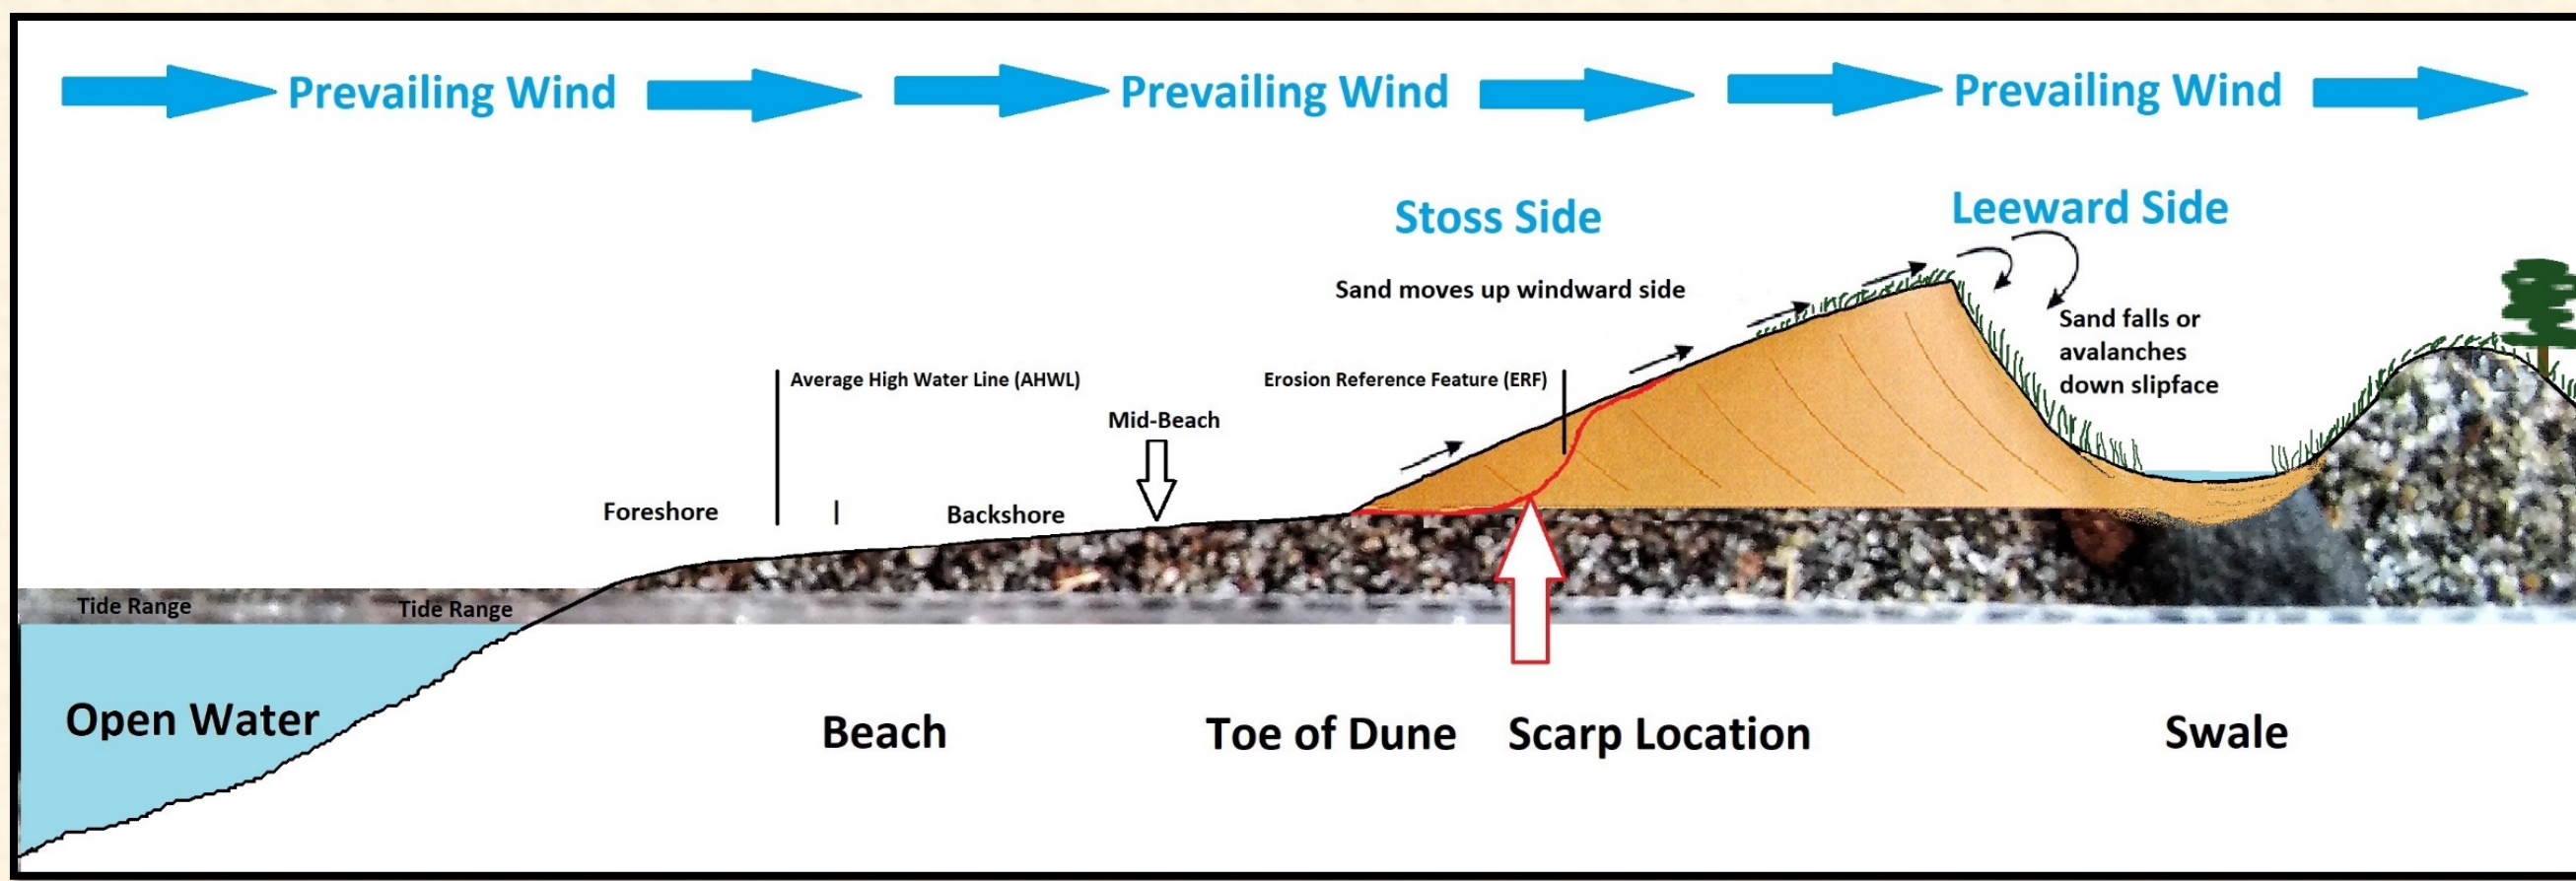 Prevailing Wind Prevailing Wind Prevailing Wind
Stoss Side
Leeward Side
Sand moves up windward side
Sand falls or
avalanches
down slipface
Average High Water Line (AHWL)
Erosion Reference Feature (ERF)
Mid-Beach
Foreshore
Backshore
Tide Range
Tide Range
Open Water
Beach
Toe of Dune
Scarp Location
Swale